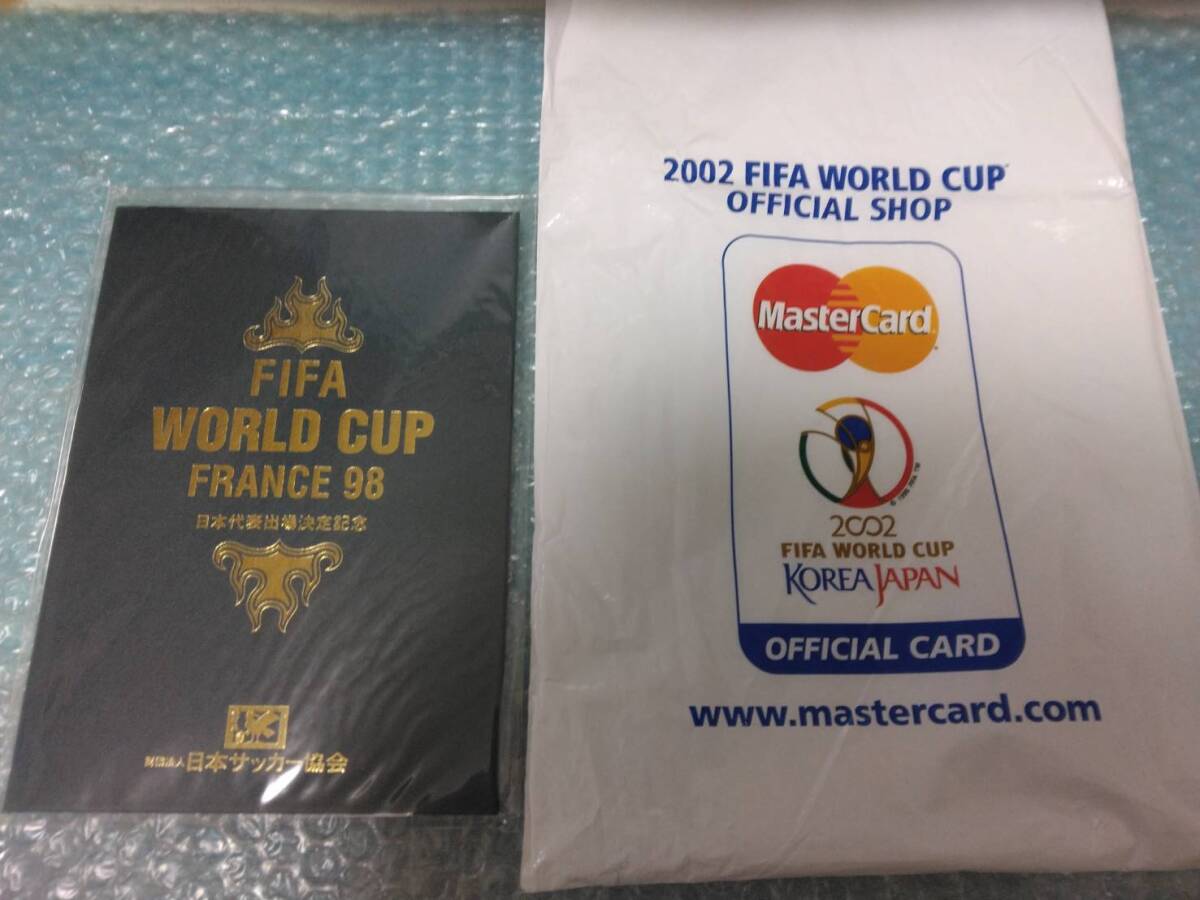 FIFA
WORLD CUP
FRANCE 98
日本代表出場決定記念
財団法人 日本サッカー協会
2002 FIFA WORLD CUP
OFFICIAL SHOP
MasterCard
2002
FIFA WORLD CUP
KOREA JAPAN
OFFICIAL CARD
www.mastercard.com